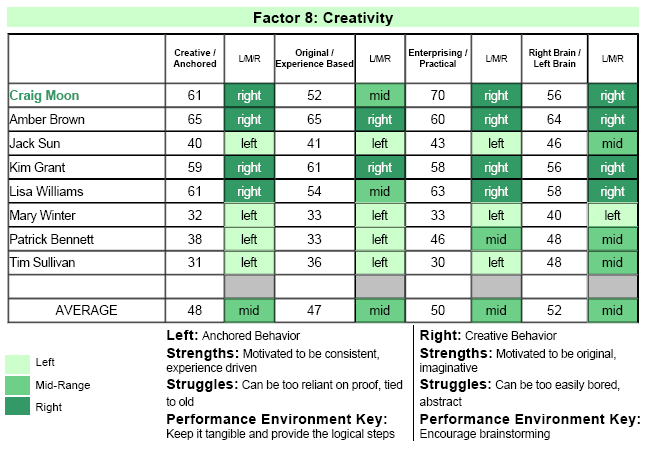 Factor 8: Creativity
Creative / Anchored L/M/R Original / Experience Based L/M/R Enterprising / Practical L/M/R Right Brain / Left Brain L/M/R
Craig Moon 61 right 52 mid 70 right 56 right
Amber Brown 65 right 65 right 60 right 64 right
Jack Sun 40 left 41 left 43 left 46 mid
Kim Grant 59 right 61 right 58 right 56 right
Lisa Williams 61 right 54 mid 63 right 58 right
Mary Winter 32 left 33 left 33 left 40 left
Patrick Bennett 38 left 33 left 46 mid 48 mid
Tim Sullivan 31 left 36 left 30 left 48 mid
AVERAGE 48 mid 47 mid 50 mid 52 mid
Left
Mid-Range
Right
Left: Anchored Behavior
Strengths: Motivated to be consistent,
experience driven
Struggles: Can be too reliant on proof, tied
to old
Performance Environment Key:
Keep it tangible and provide the logical steps
Right: Creative Behavior
Strengths: Motivated to be original,
imaginative
Struggles: Can be too easily bored,
abstract
Performance Environment Key:
Encourage brainstorming